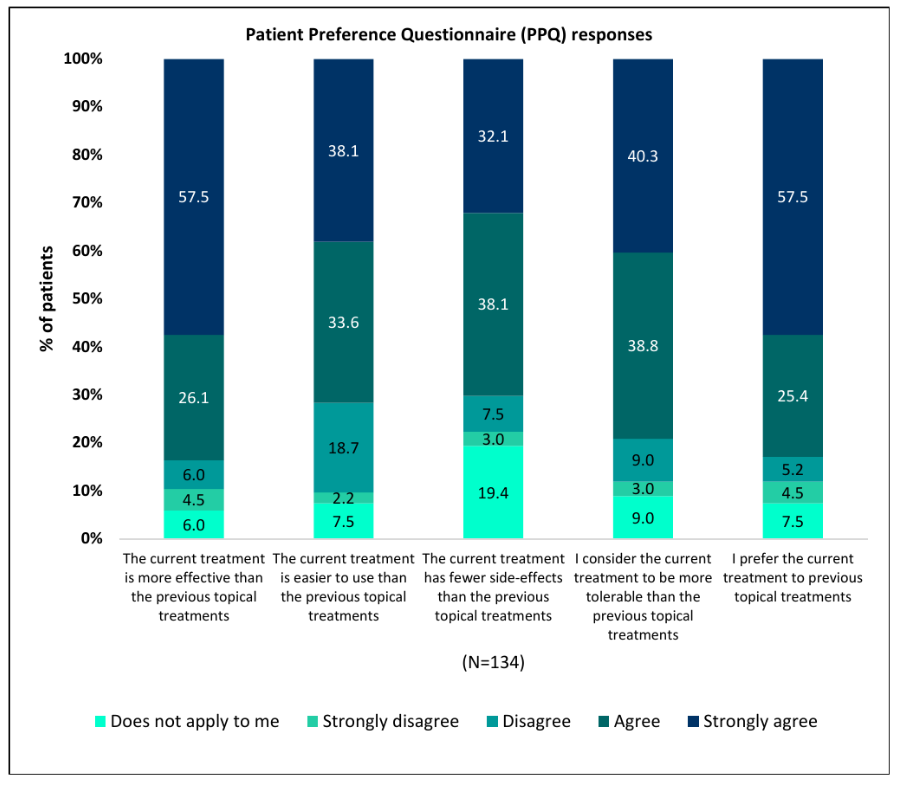 Patient Preference Questionnaire (PPQ) responses
% of patients
100%
90%
80%
70%
60%
50%
40%
30%
20%
10%
0%
57.5
26.1
6.0
4.5
6.0
38.1
33.6
18.7
2.2
7.5
32.1
38.1
7.5
3.0
19.4
40.3
38.8
9.0
3.0
9.0
57.5
25.4
5.2
4.5
7.5
The current treatment
is more effective than
the previous topical
treatments
The current treatment
is easier to use than
the previous topical
treatments
The current treatment
has fewer side-effects
than the previous
topical treatments
I consider the current
treatment to be more
tolerable than the
previous topical
treatments
I prefer the current
treatment to previous
topical treatments
(N=134)
Does not apply to me
Strongly disagree
Disagree
Agree
Strongly agree